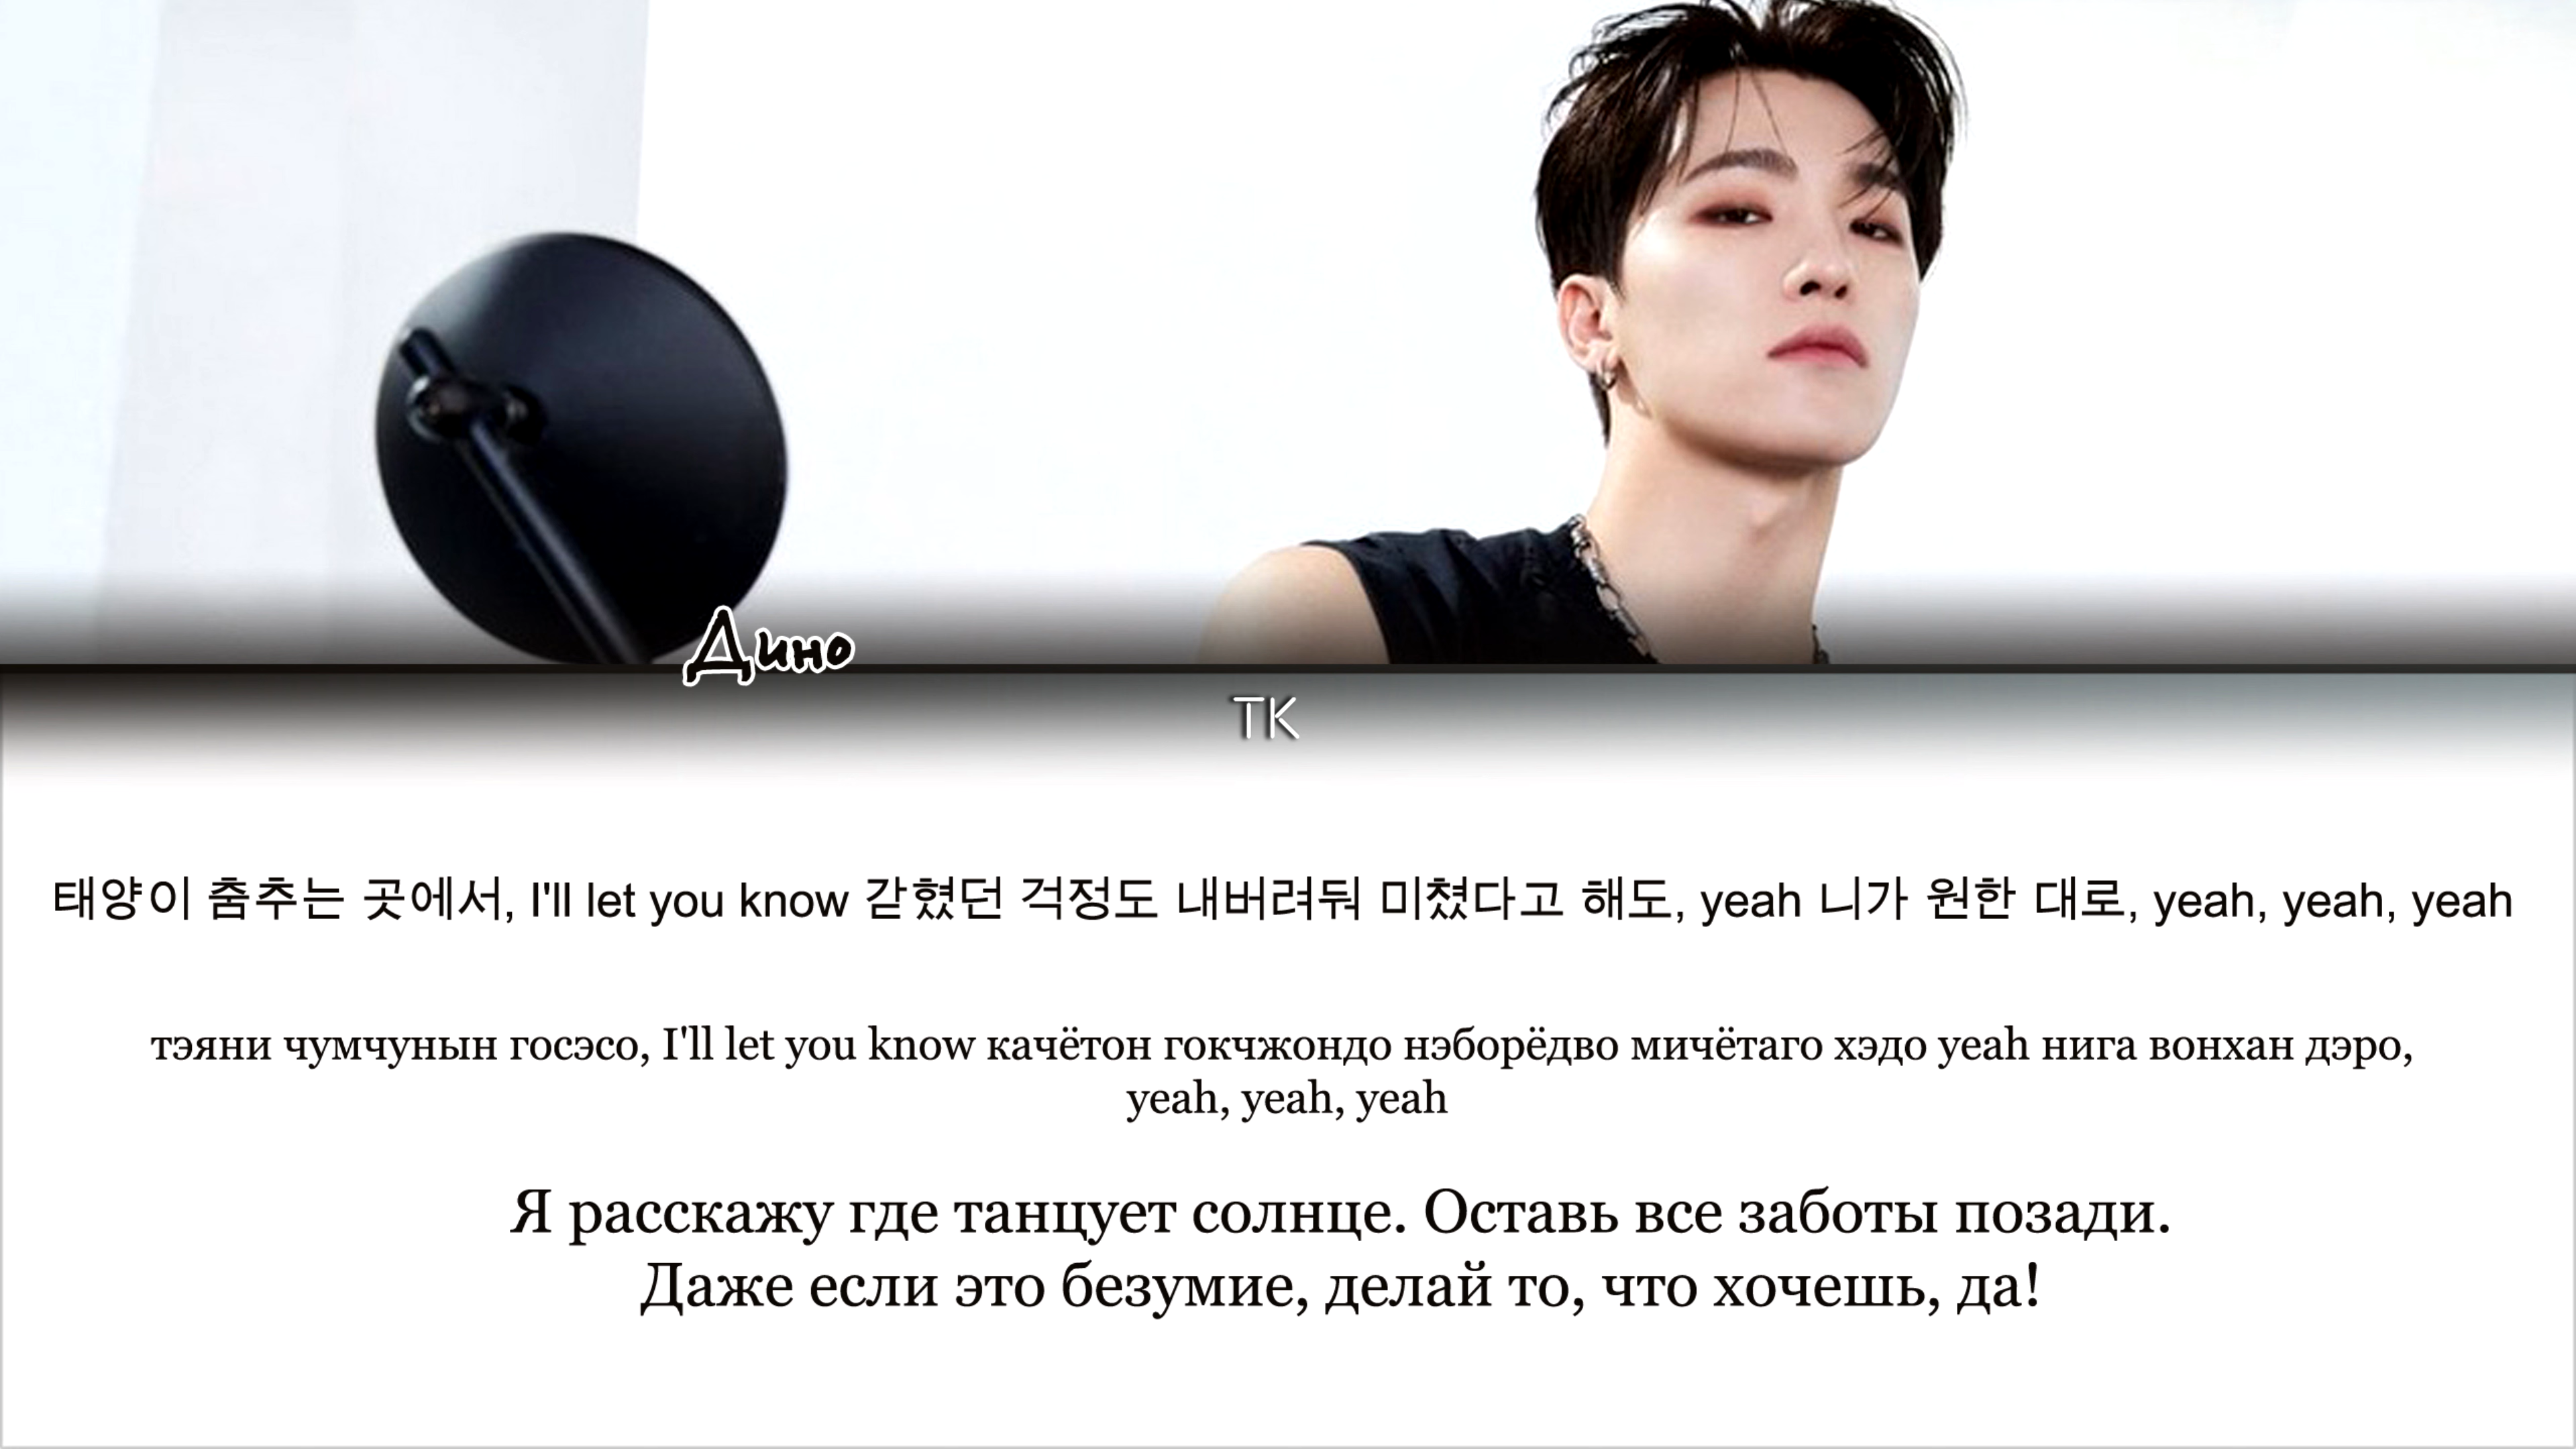 Дино
TK
태양이 춤추는 곳에서, I'll let you know 갇혔던 걱정도 내버려둬 미쳤다고 해도, yeah 니가 원한 대로, yeah, yeah, yeah
тэяни чумчунын госэсо, I'll let you know качётон гокчжондо нэборёдво мичётаго хэдо yeah нига вонхан дэро,
yeah, yeah, yeah
Я расскажу где танцует солнце. Оставь все заботы позади.
Даже если это безумие, делай то, что хочешь, да!